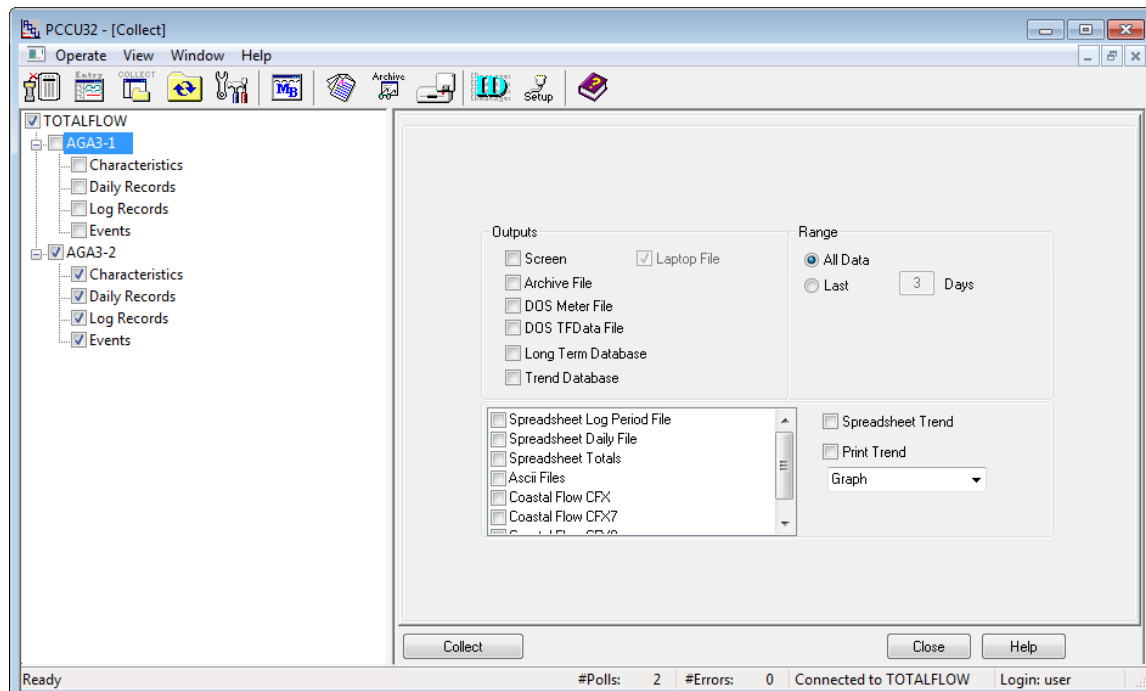 PCCU32 - [Collect]
Operate View Window Help
Entry COLLECT MB Archive ID Manager Setup ?
TOTALFLOW
AGA3-1
Characteristics
Daily Records
Log Records
Events
AGA3-2
Characteristics
Daily Records
Log Records
Events
Outputs
Screen Laptop File
Archive File
DOS Meter File
DOS TFData File
Long Term Database
Trend Database
Range
All Data
Last 3 Days
Spreadsheet Log Period File
Spreadsheet Daily File
Spreadsheet Totals
Ascii Files
Coastal Flow CFX
Coastal Flow CFX7
Spreadsheet Trend
Print Trend
Graph
Collect Close Help
Ready #Polls: 2 #Errors: 0 Connected to TOTALFLOW Login: user